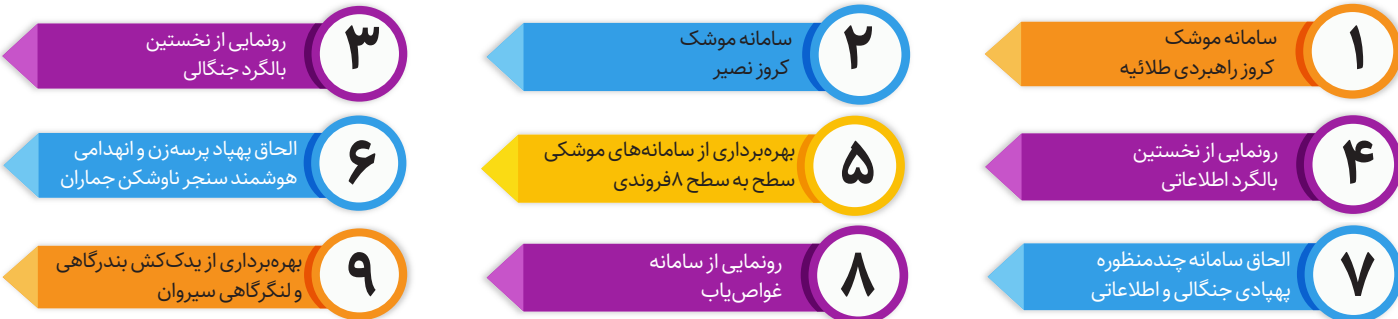 ۱
سامانه موشک
کروز راهبردی طلائیه
۲
سامانه موشک
کروز نصیر
۳
رونمایی از نخستین
بالگرد جنگالی
۴
رونمایی از نخستین
بالگرد اطلاعاتی
۵
بهره‌برداری از سامانه‌های موشکی
سطح به سطح ۸فروندی
۶
الحاق پهپاد پرسه‌زن و انهدامی
هوشمند سنجر ناوشکن جماران
۷
الحاق سامانه چندمنظوره
پهپادی جنگالی و اطلاعاتی
۸
رونمایی از سامانه
غواص‌یاب
۹
بهره‌برداری از یدک‌کش بندرگاهی
و لنگرگاهی سیروان